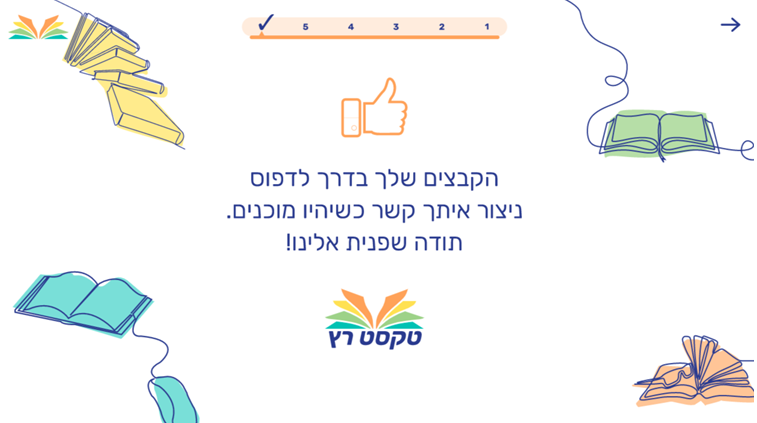 1 2 3 4 5
הקבצים שלך בדרך לדפוס
ניצור איתך קשר כשיהיו מוכנים.
תודה שפנית אלינו!
טקסט רץ